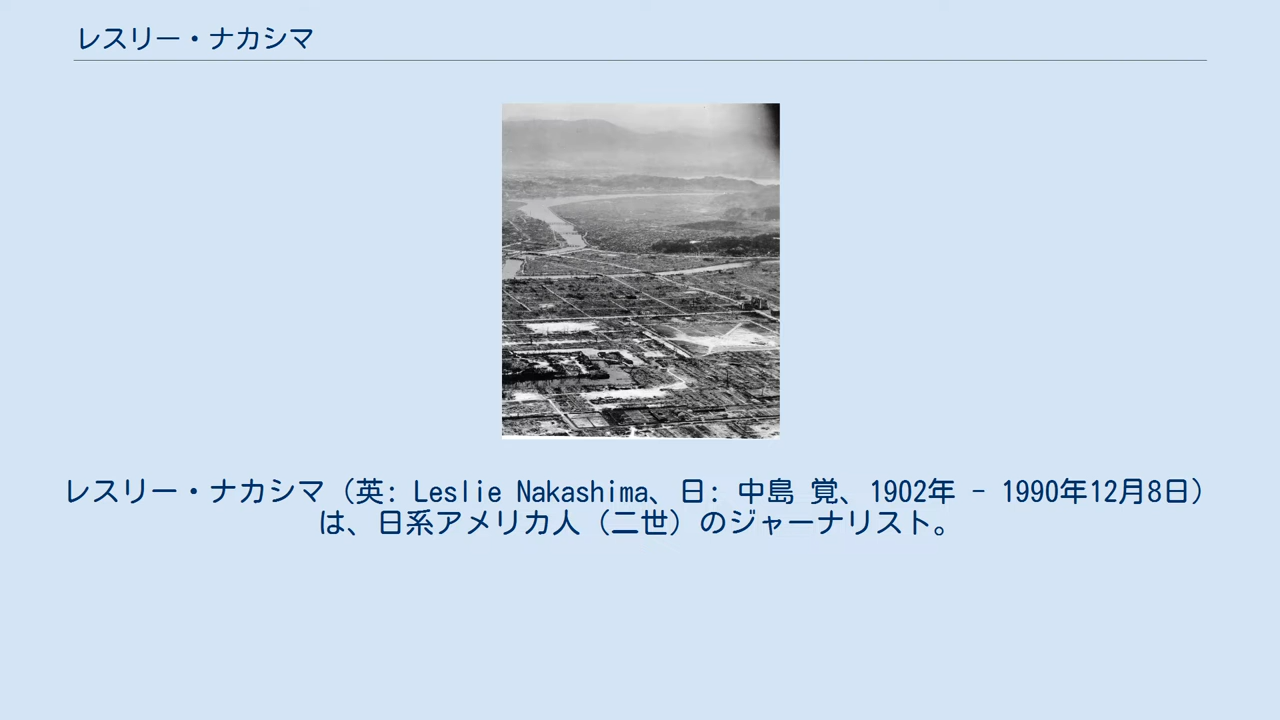 レスリー・ナカシマ
レスリー・ナカシマ（英: Leslie Nakashima、日: 中島 覚、1902年 - 1990年12月8日）
は、日系アメリカ人（二世）のジャーナリスト。